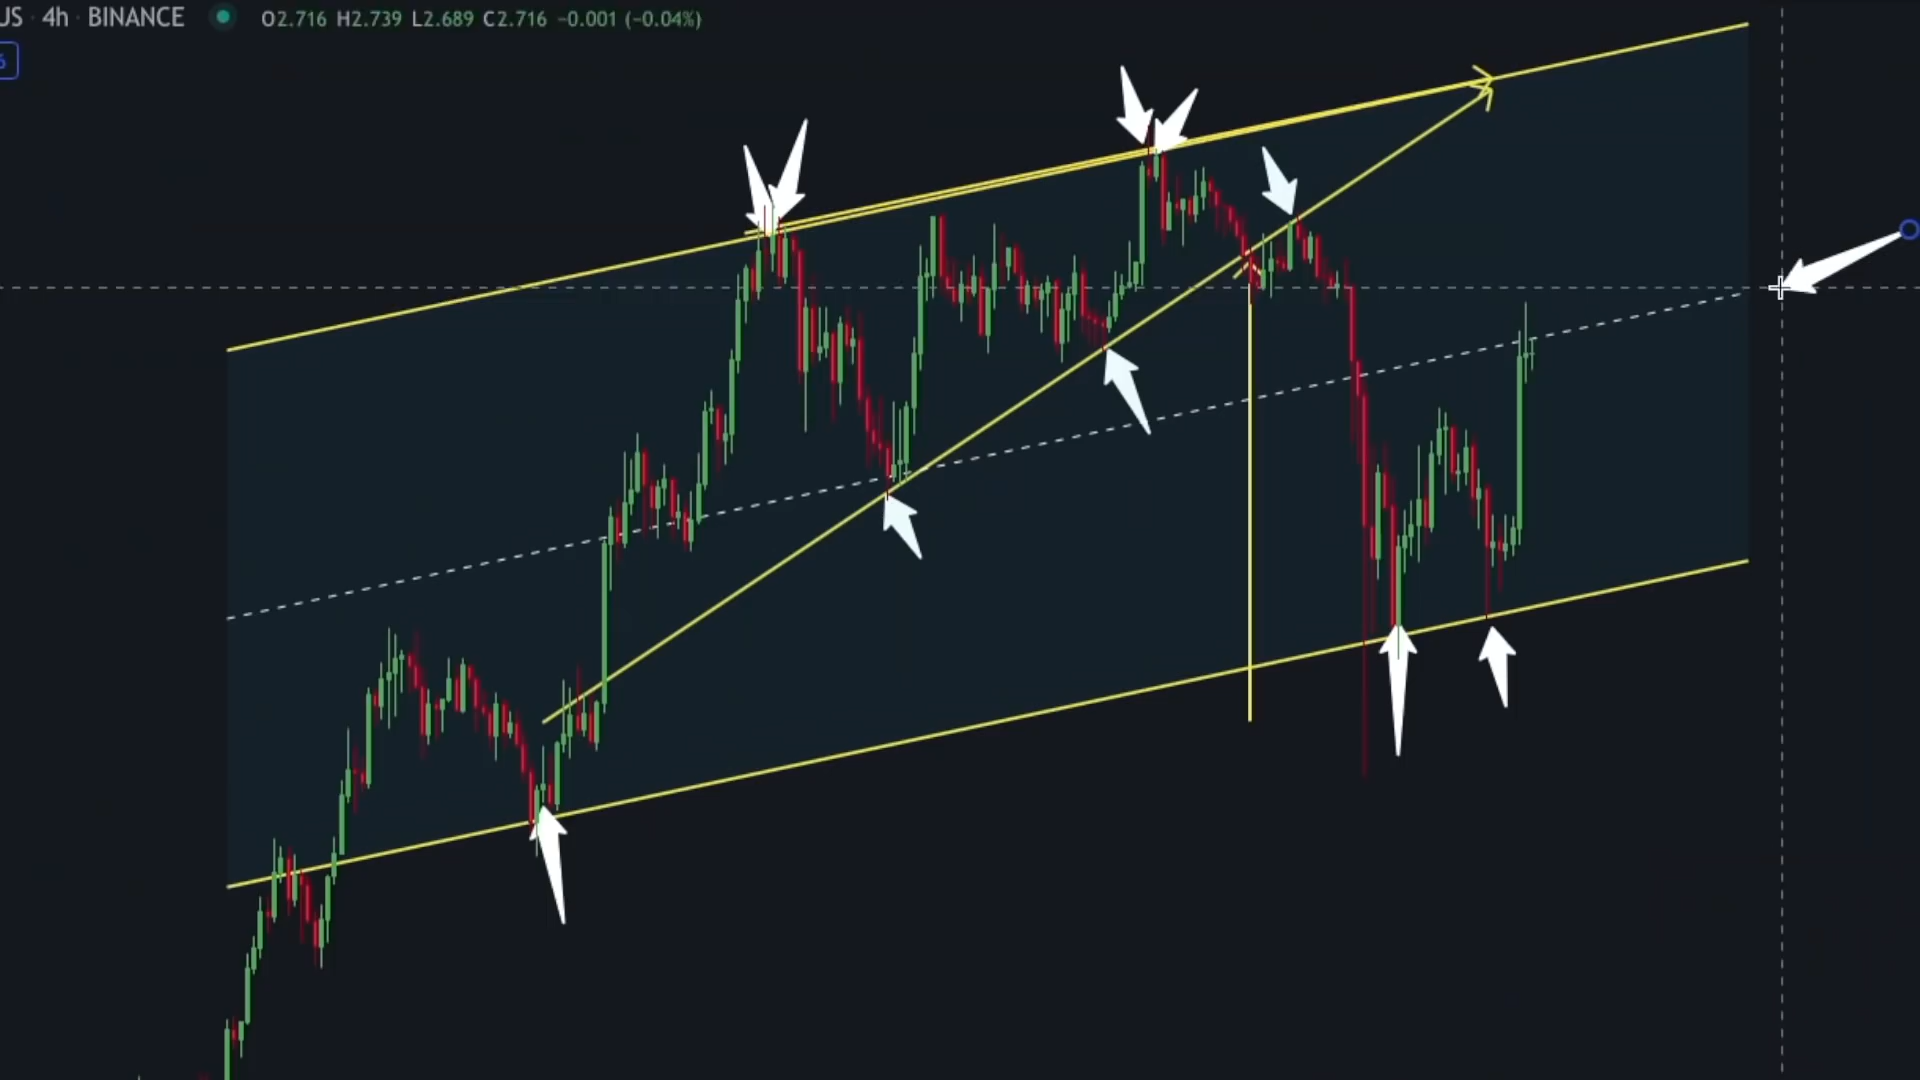 US · 4h · BINANCE O2.716 H2.739 L2.689 C2.716 −0.001 (−0.04%)